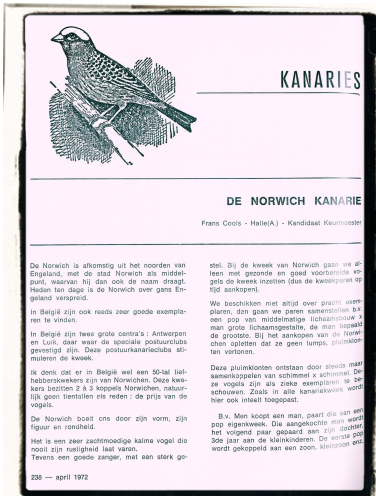 KANARIES
DE NORWICH KANARIE
Frans Cools - Halle(A.) - Kandidaat Keurmeester
De Norwich is afkomstig uit het noorden van
Engeland, met de stad Norwich als middel-
punt, waarvan hij dan ook de naam draagt.
Heden ten dage is de Norwich over gans En-
geland verspreid.
In België zijn ook reeds zeer goede exempla-
ren te vinden.
In België zijn twee grote centra's : Antwerpen
en Luik, daar waar de speciale postuurclubs
gevestigd zijn. Deze postuurkanarieclubs sti-
muleren de kweek.
Ik denk dat er in België wel een 50-tal lief-
hebberskwekers zijn van Norwichen. Deze kwe-
kers bezitten 2 à 3 koppels Norwichen, natuur-
lijk geen tientallen els reden : de prijs van de
vogels.
De Norwich boeit ons door zijn vorm, zijn
figuur en rondheid.
Het is een zeer zachtmoedige kalme vogel die
nooit zijn rustigheid laat varen.
Tevens een goede zanger, met een sterk go-
stel. Bij de kweek van Norwich gaan we al-
leen met gezonde en goed voorbereide vo-
gels de kweek inzetten (dus de kweekparen op
tijd aankopen).
We beschikken niet altijd over pracht exem-
plaren, dan gaan we paren samenstellen b.v.
een pop van middelmatige lichaamsbouw x
man grote lichaamsgestalte, de man bepaald
de grootste. Bij het aankopen van de Norwi-
chen opletten dat ze geen lumps, pluimklon-
ten vertonen.
Deze pluimklonten ontstaan door steeds maar
samenkoppelen van schimmel x schimmel. De-
ze vogels zijn als zieke exemplaren te be-
schouwen. Zoals in alle kanariekweek wordt
hier ook inteelt toegepast.
B.v. Men koopt een man, paart die aan een
pop eigenkweek. Die aangekochte man wordt
het volgend paar gepaard aan zijn dochter,
3de jaar aan de kleinkinderen. De eerste pop
wordt gekoppeld aan een zoon, kleinzoon enz.
238 — april 1972